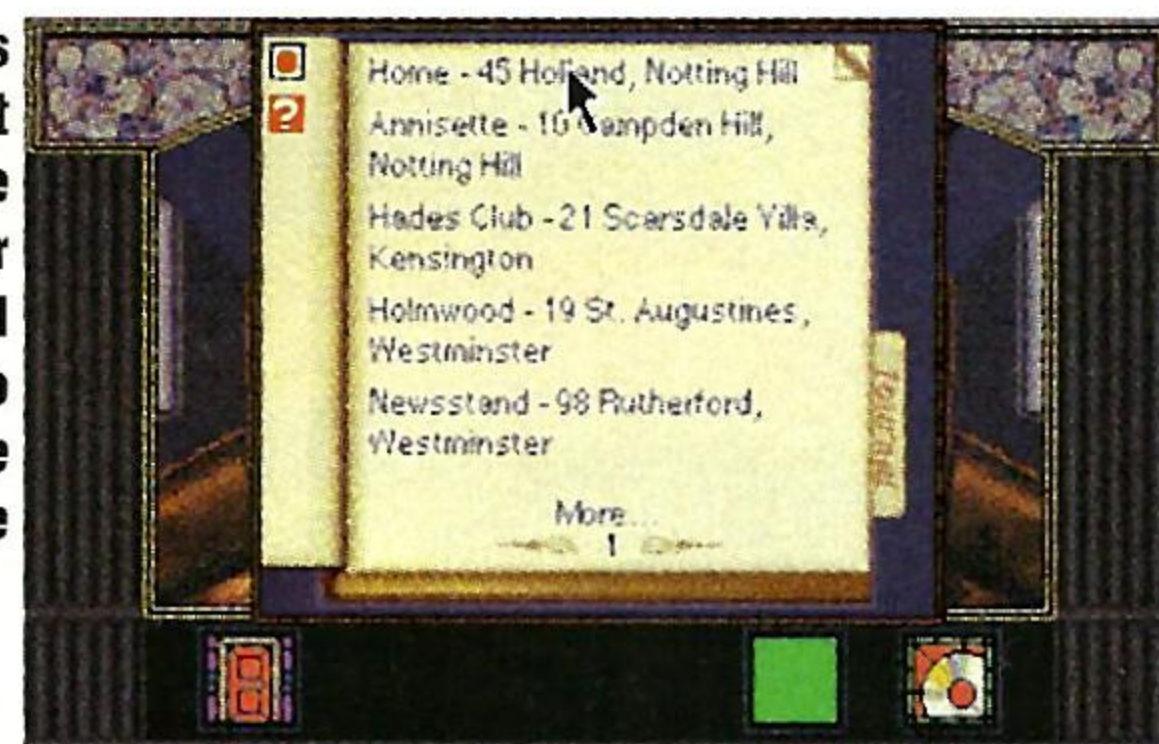 s
t
e
r
l
o
e
e
?
Home - 45 Holland, Notting Hill
Annisette - 10 Campden Hill,
Notting Hill
Hades Club - 21 Scarsdale Villa,
Kensington
Holmwood - 19 St. Augustines,
Westminster
Newsstand - 98 Rutherford,
Westminster
More...
1
Journal